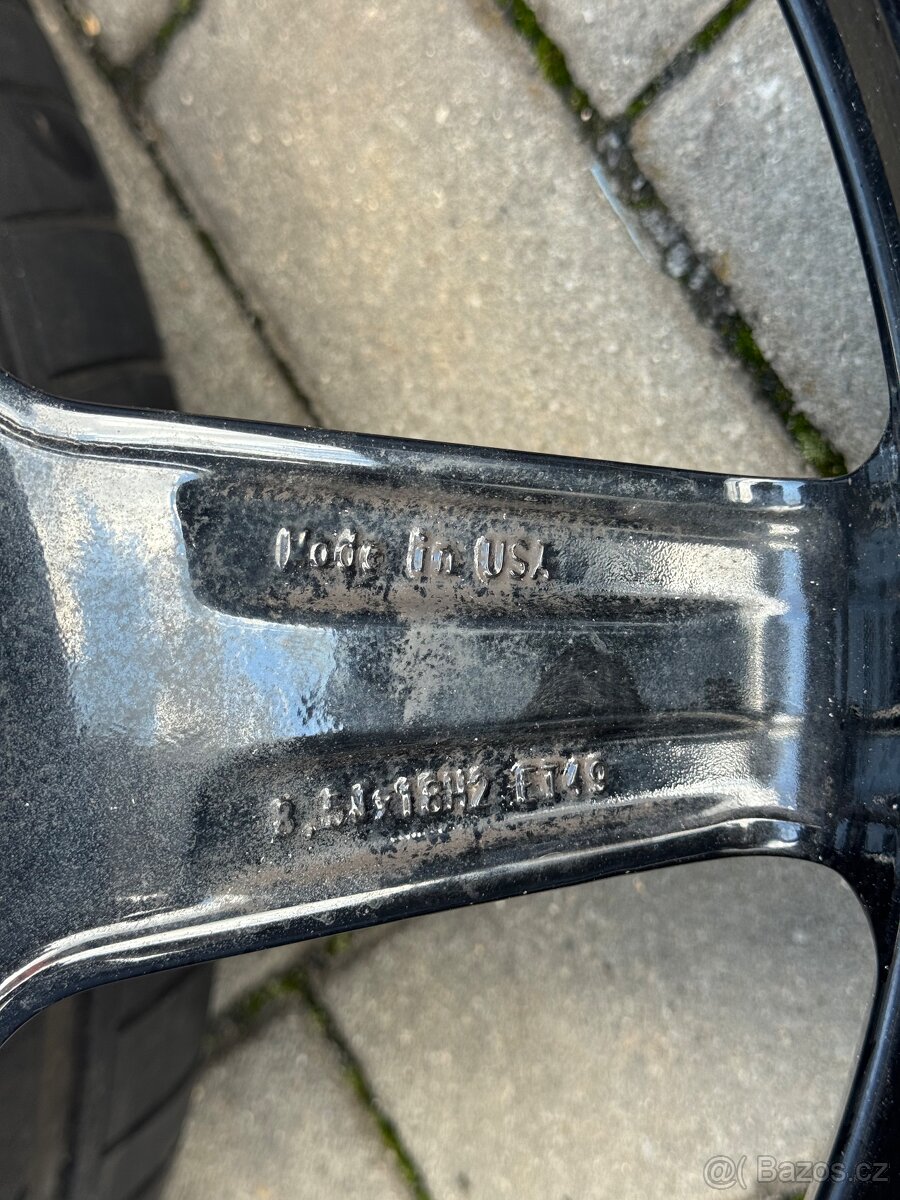 Made in USA
8,5Jx18H2 ET49
@( Bazos.cz